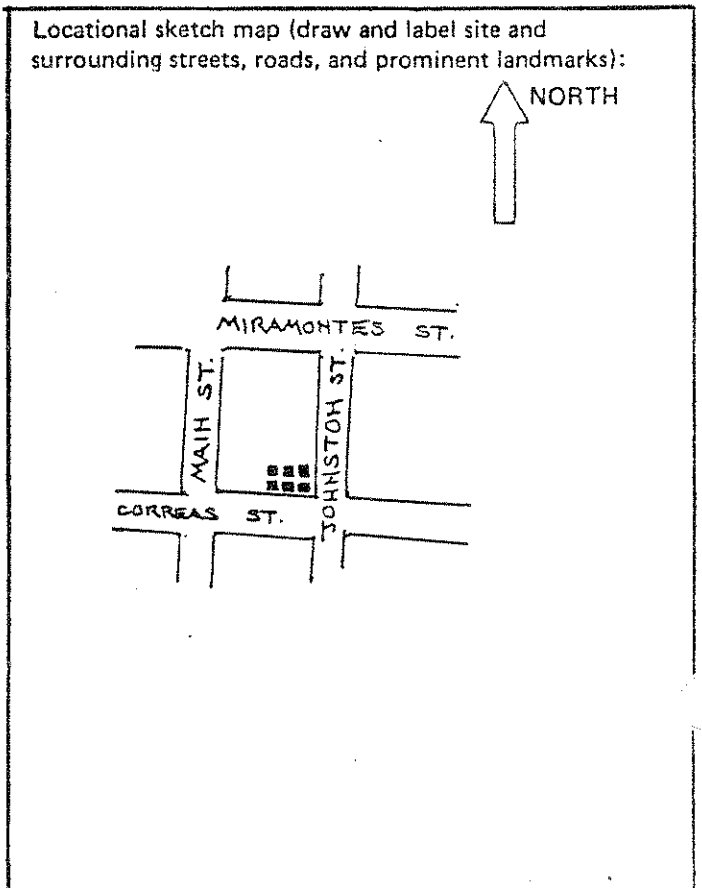 Locational sketch map (draw and label site and
surrounding streets, roads, and prominent landmarks):
NORTH
MIRAMONTES ST.
MAIN ST.
JOHNSTON ST.
CORREAS ST.